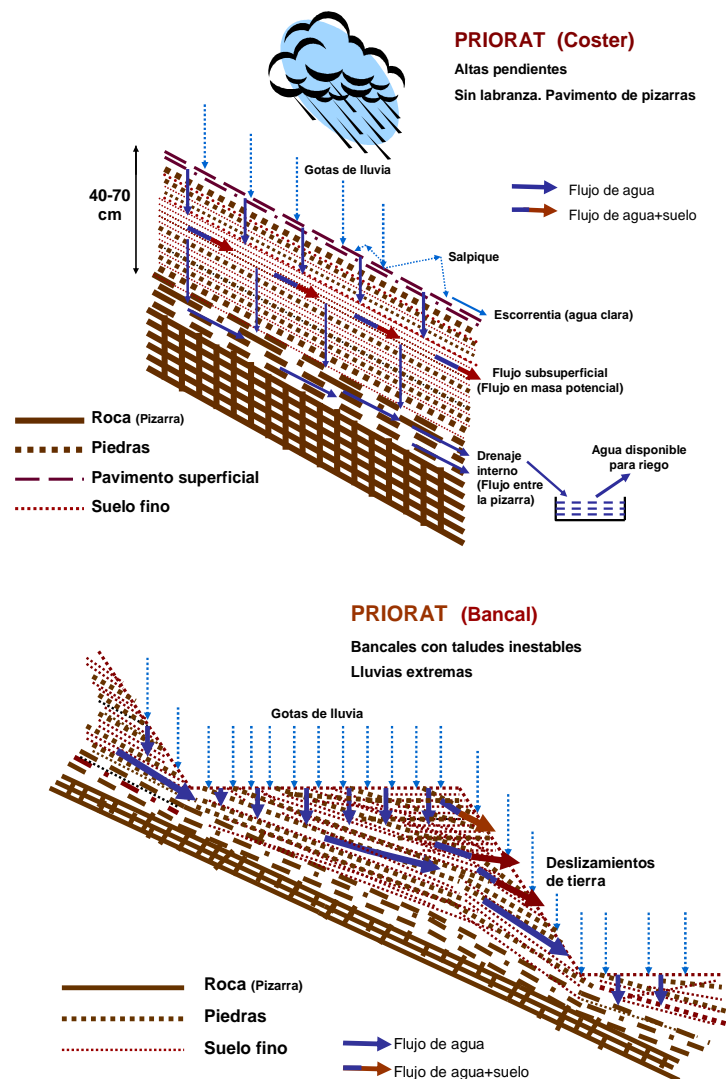 PRIORAT (Coster)
Altas pendientes
Sin labranza. Pavimento de pizarras
Gotas de lluvia
40-70
cm
Flujo de agua
Flujo de agua+suelo
Salpique
Escorrentia (agua clara)
Flujo subsuperficial
(Flujo en masa potencial)
Roca (Pizarra)
Piedras
Pavimento superficial
Suelo fino
Drenaje
interno
(Flujo entre
la pizarra)
Agua disponible
para riego
PRIORAT (Bancal)
Bancales con taludes inestables
Lluvias extremas
Gotas de lluvia
Deslizamientos
de tierra
Roca (Pizarra)
Piedras
Suelo fino
Flujo de agua
Flujo de agua+suelo